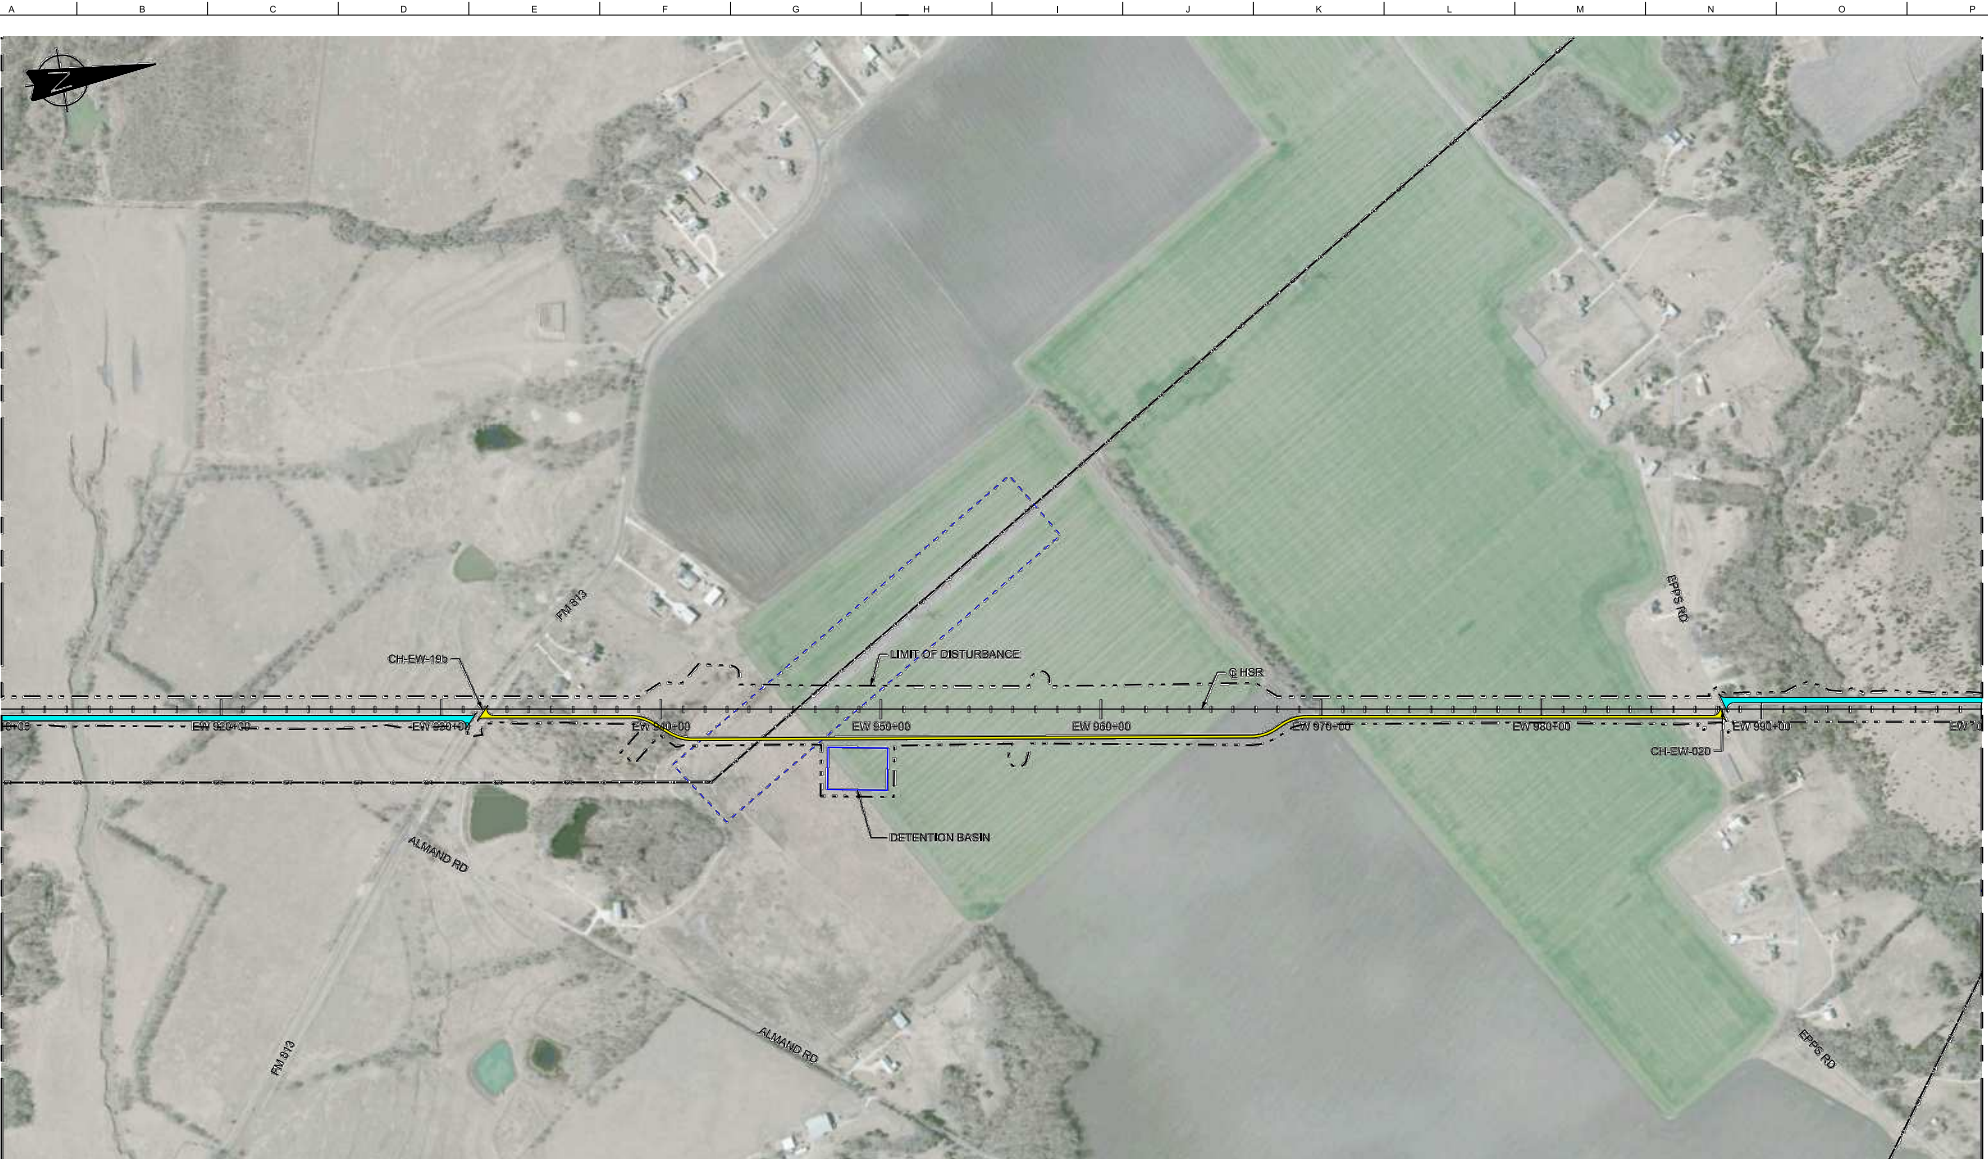 A B C D E F G H I J K L M N O P
N
EPPS RD
FM 813
LIMIT OF DISTURBANCE
CH-EW-19b
℄ HSR
EW 920+00 EW 930+00 EW 940+00 EW 950+00 EW 960+00 EW 970+00 EW 980+00 EW 990+00
CH-EW-020
DETENTION BASIN
ALMAND RD
ALMAND RD
FM 813
EPPS RD